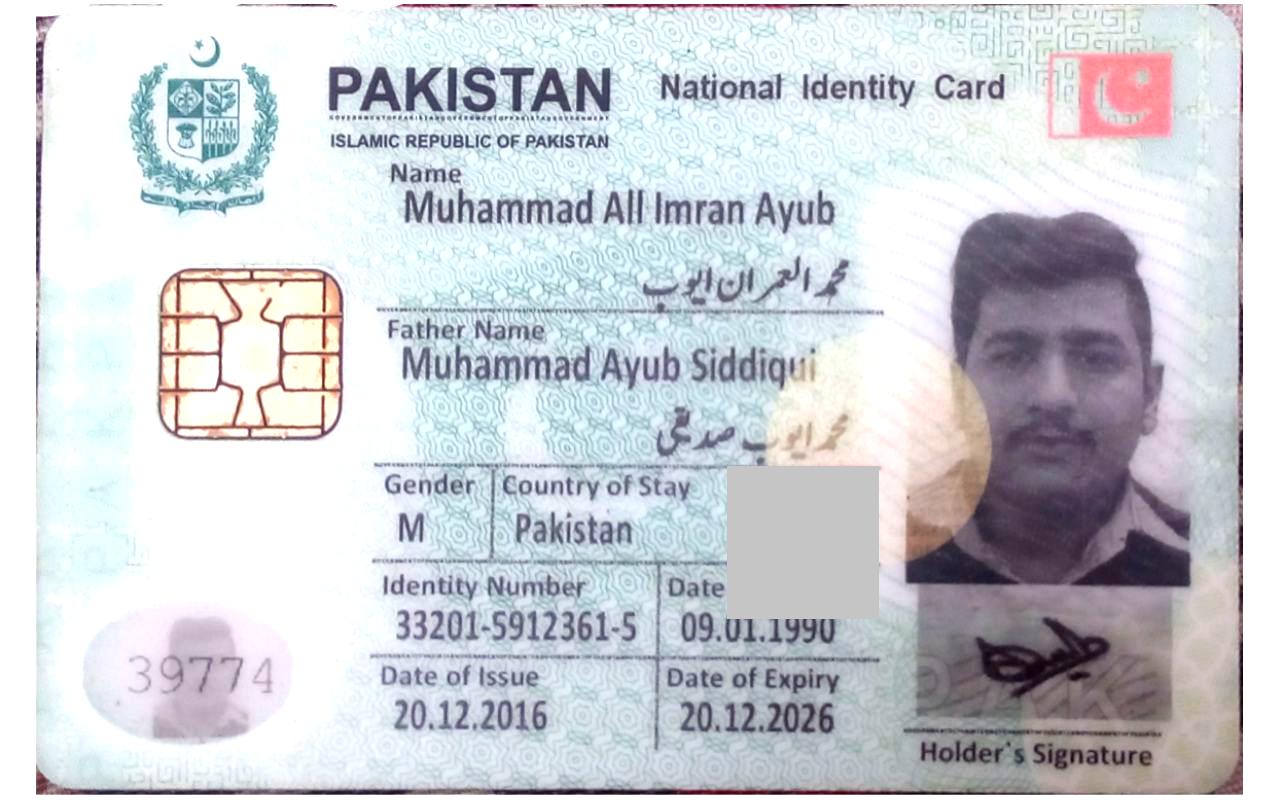 PAKISTAN
National Identity Card
ISLAMIC REPUBLIC OF PAKISTAN
Name
Muhammad All Imran Ayub
محمد العمران ایوب
Father Name
Muhammad Ayub Siddiqui
محمد ایوب صدیقی
Gender
Country of Stay
M
Pakistan
Identity Number
Date
33201-5912361-5
09.01.1990
39774
Date of Issue
Date of Expiry
20.12.2016
20.12.2026
Holder's Signature